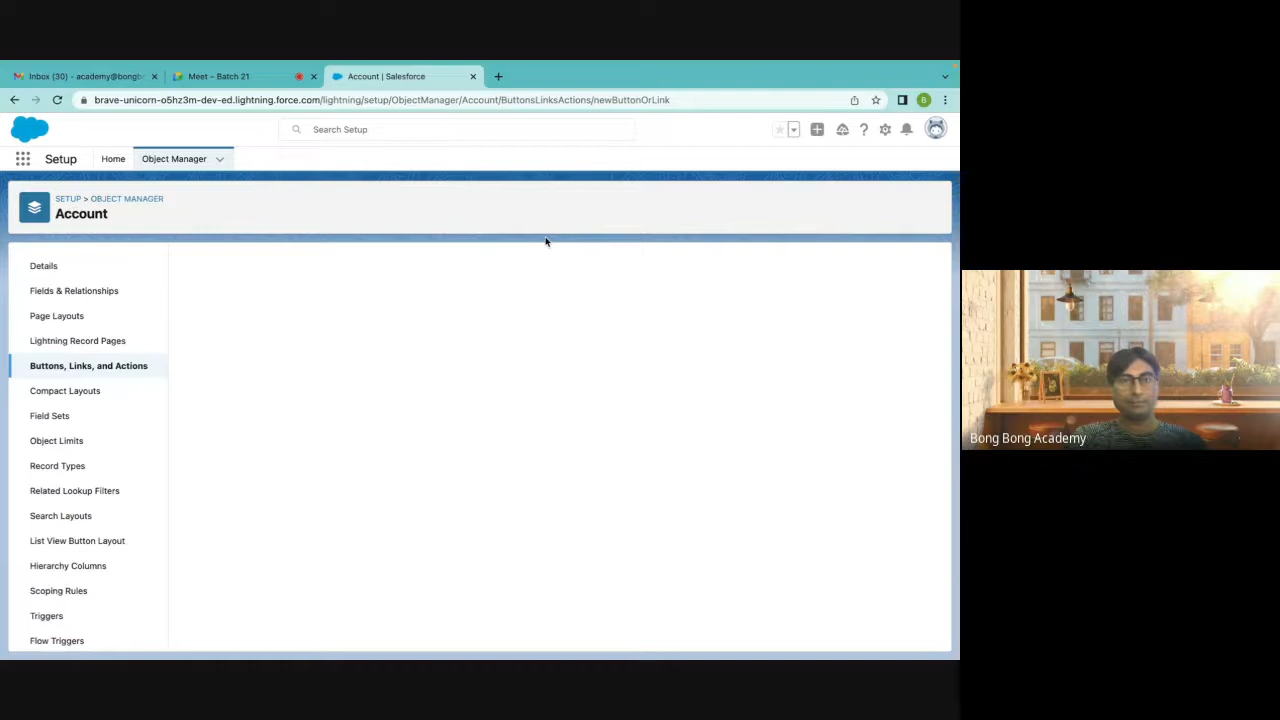 Inbox (30) - academy@bongb
Meet – Batch 21
Account | Salesforce
brave-unicorn-o5hz3m-dev-ed.lightning.force.com/lightning/setup/ObjectManager/Account/ButtonsLinksActions/newButtonOrLink
B
Search Setup
Setup
Home
Object Manager
SETUP > OBJECT MANAGER
Account
Details
Fields & Relationships
Page Layouts
Lightning Record Pages
Buttons, Links, and Actions
Compact Layouts
Field Sets
Object Limits
Record Types
Related Lookup Filters
Search Layouts
List View Button Layout
Hierarchy Columns
Scoping Rules
Triggers
Flow Triggers
Bong Bong Academy